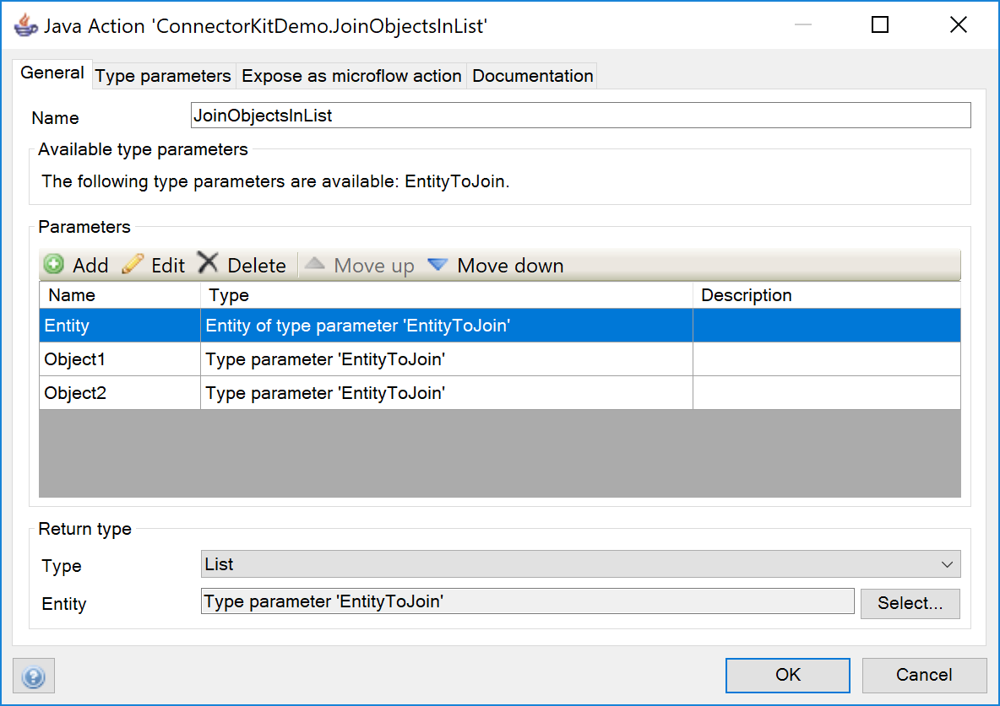 Java Action 'ConnectorKitDemo.JoinObjectsInList'
General Type parameters Expose as microflow action Documentation
Name JoinObjectsInList
Available type parameters
The following type parameters are available: EntityToJoin.
Parameters
Add Edit Delete Move up Move down
Name Type Description
Entity Entity of type parameter 'EntityToJoin'
Object1 Type parameter 'EntityToJoin'
Object2 Type parameter 'EntityToJoin'
Return type
Type List
Entity Type parameter 'EntityToJoin' Select...
? OK Cancel